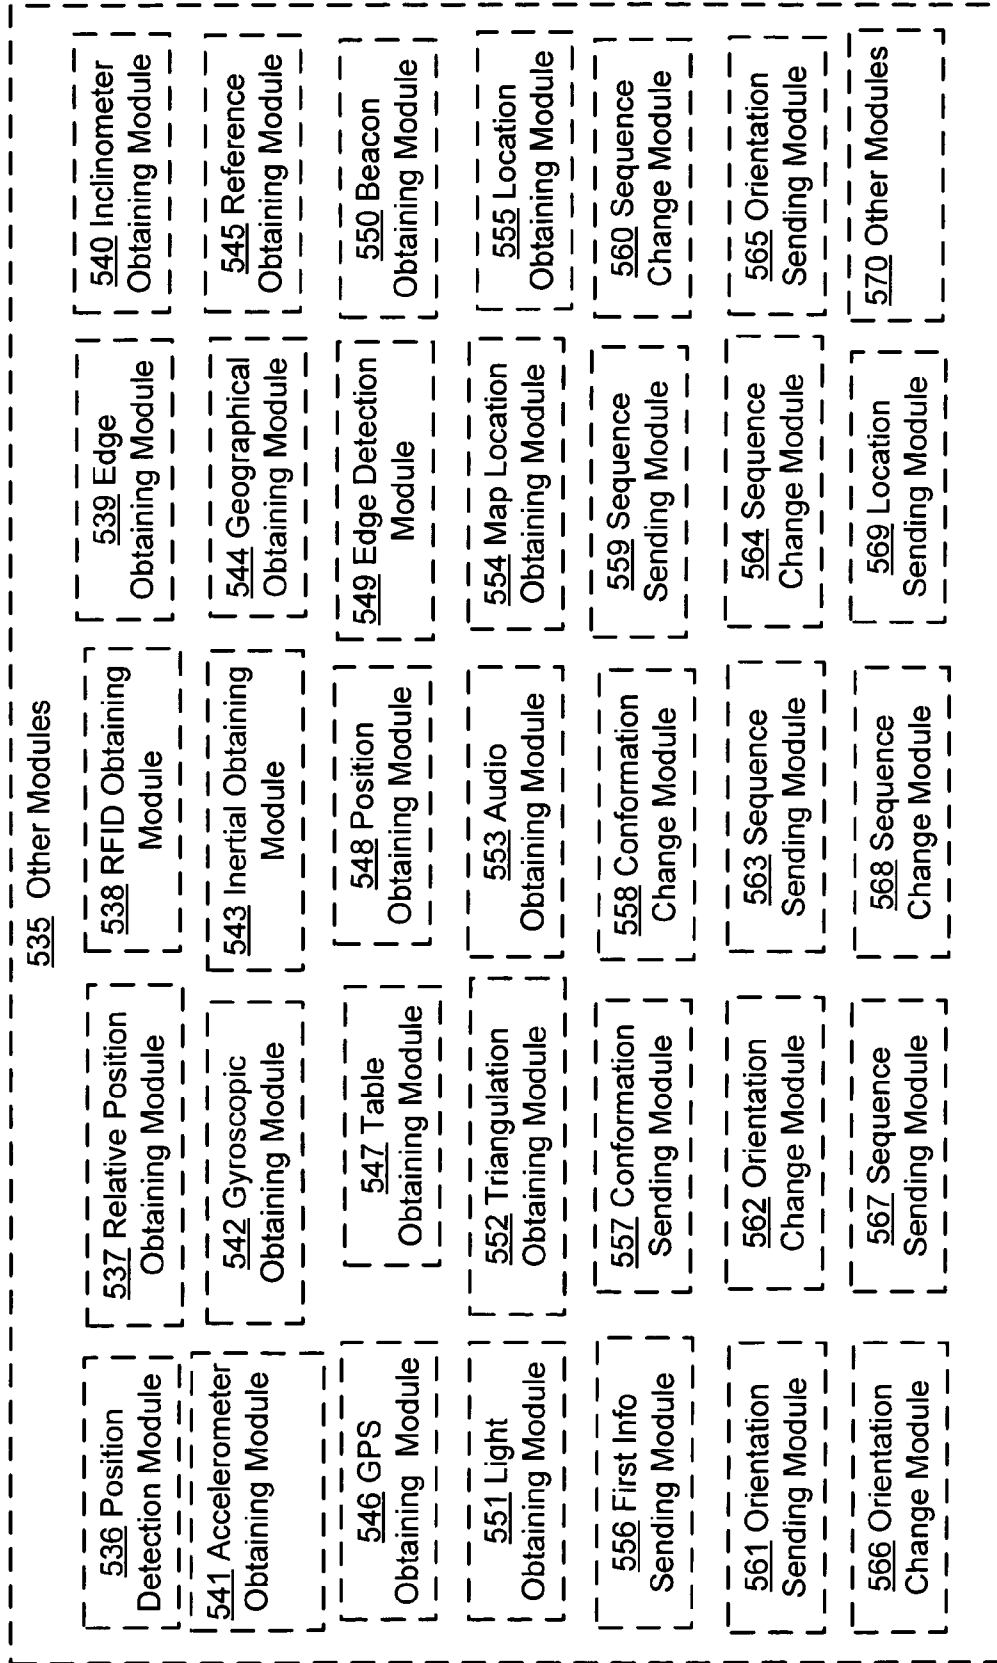 535 Other Modules
536 Position
Detection Module
537 Relative Position
Obtaining Module
538 RFID Obtaining
Module
539 Edge
Obtaining Module
540 Inclinometer
Obtaining Module
541 Accelerometer
Obtaining Module
542 Gyroscopic
Obtaining Module
543 Inertial Obtaining
Module
544 Geographical
Obtaining Module
545 Reference
Obtaining Module
546 GPS
Obtaining Module
547 Table
Obtaining Module
548 Position
Obtaining Module
549 Edge Detection
Module
550 Beacon
Obtaining Module
551 Light
Obtaining Module
552 Triangulation
Obtaining Module
553 Audio
Obtaining Module
554 Map Location
Obtaining Module
555 Location
Obtaining Module
556 First Info
Sending Module
557 Conformation
Sending Module
558 Conformation
Change Module
559 Sequence
Sending Module
560 Sequence
Change Module
561 Orientation
Sending Module
562 Orientation
Change Module
563 Sequence
Sending Module
564 Sequence
Change Module
565 Orientation
Sending Module
566 Orientation
Change Module
567 Sequence
Sending Module
568 Sequence
Change Module
569 Location
Sending Module
570 Other Modules